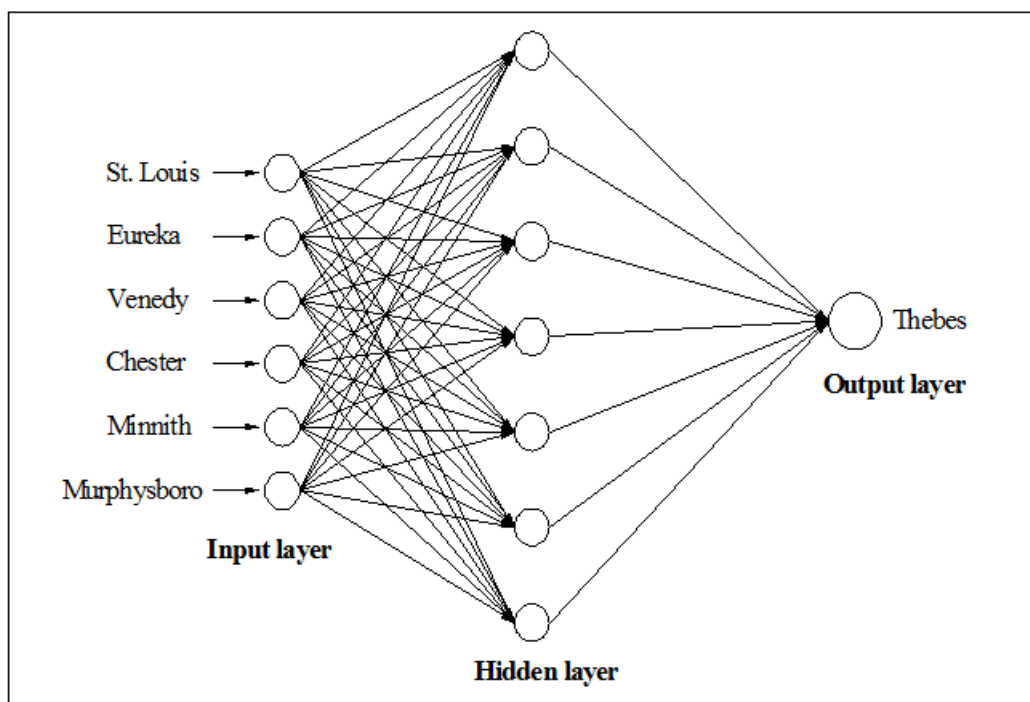 St. Louis
Eureka
Venedy
Chester
Minnith
Murphysboro
Input layer
Hidden layer
Thebes
Output layer